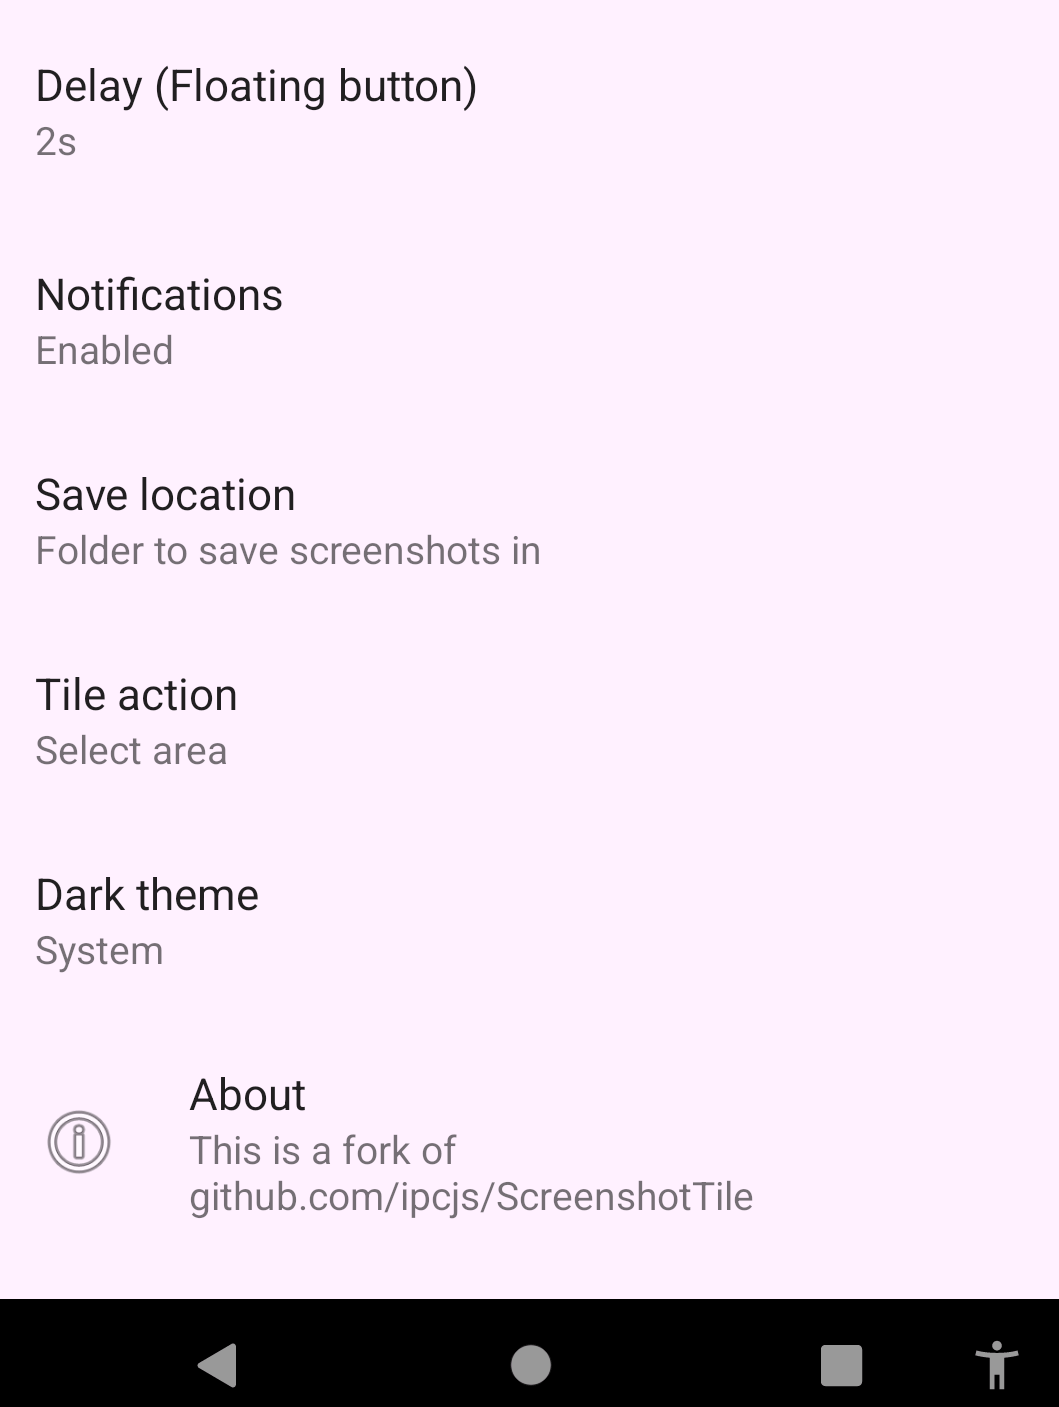 Delay (Floating button)
2s
Notifications
Enabled
Save location
Folder to save screenshots in
Tile action
Select area
Dark theme
System
About
This is a fork of
github.com/ipcjs/ScreenshotTile